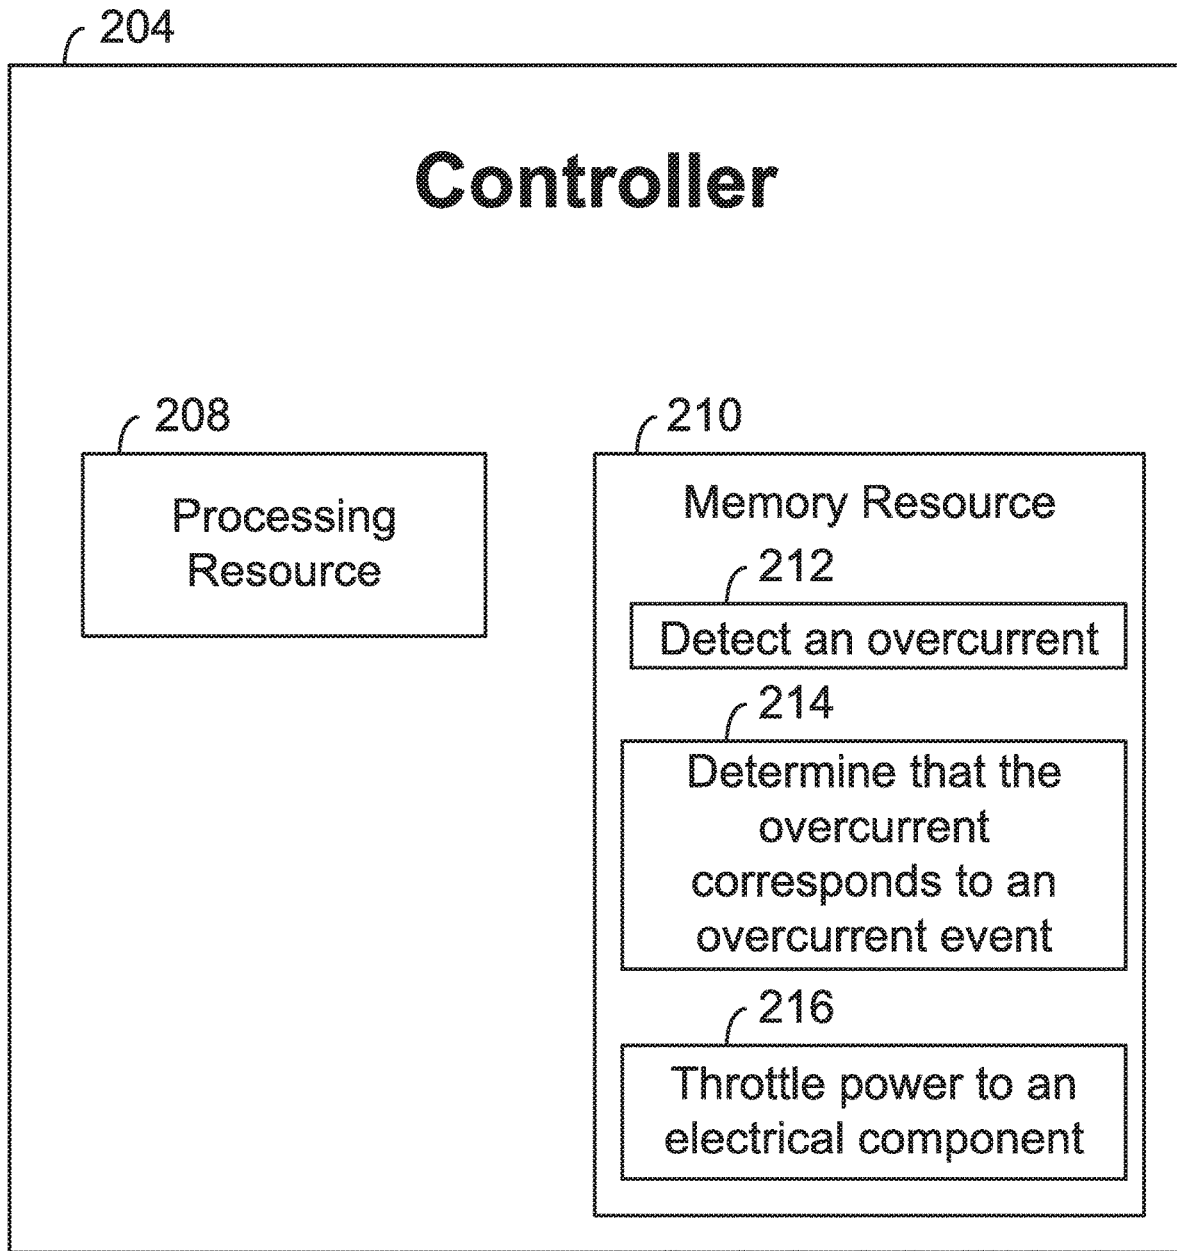 204
Controller
208
Processing
Resource
210
Memory Resource
212
Detect an overcurrent
214
Determine that the
overcurrent
corresponds to an
overcurrent event
216
Throttle power to an
electrical component